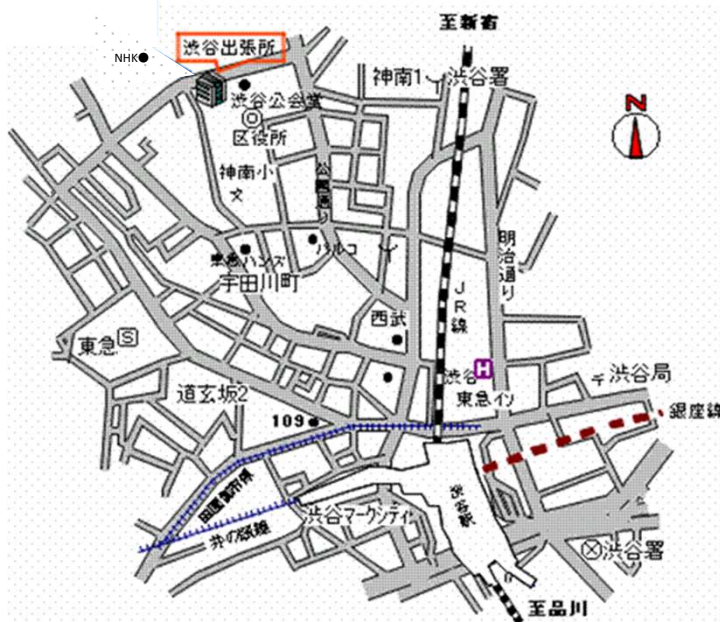 至新宿
渋谷出張所
NHK
神南1
渋谷署
渋谷公会堂
区役所
N
神南小
文
公園通り
パルコ
東急ハンズ
宇田川町
明治通り
JR線
西武
東急
S
渋谷
H
東急イン
〒渋谷局
道玄坂2
109
銀座線
田園都市線
渋谷駅
渋谷マークシティ
井の頭線
渋谷署
至品川